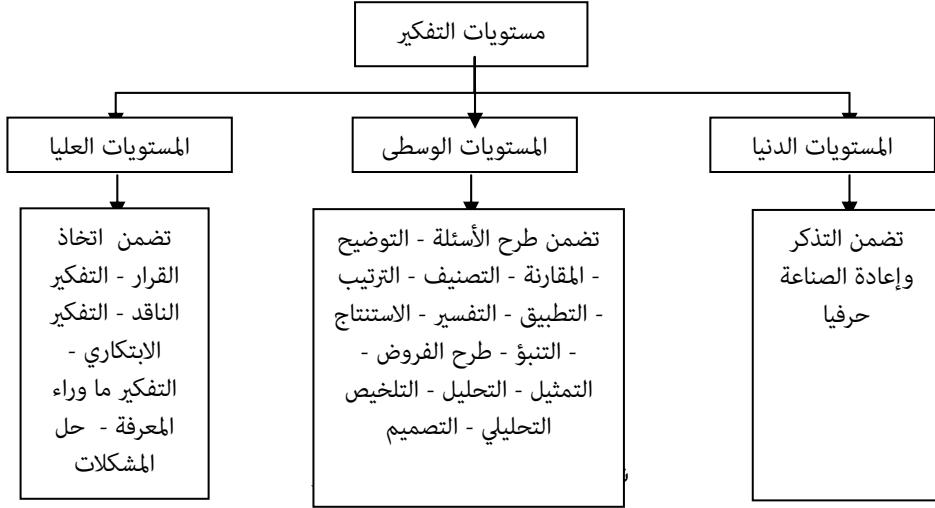 مستويات التفكير
المستويات الدنيا
المستويات الوسطى
المستويات العليا
تضمن التذكر
وإعادة الصناعة
حرفيا
تضمن طرح الأسئلة - التوضيح
- المقارنة - التصنيف - الترتيب
- التطبيق - التفسير - الاستنتاج
- التنبؤ - طرح الفروض -
التمثيل - التحليل - التلخيص
التحليلي - التصميم
تضمن اتخاذ
القرار - التفكير
الناقد - التفكير
الابتكاري -
التفكير ما وراء
المعرفة - حل
المشكلات